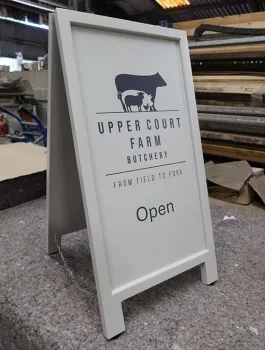 UPPER COURT
FARM
BUTCHERY
FROM FIELD TO FORK
Open